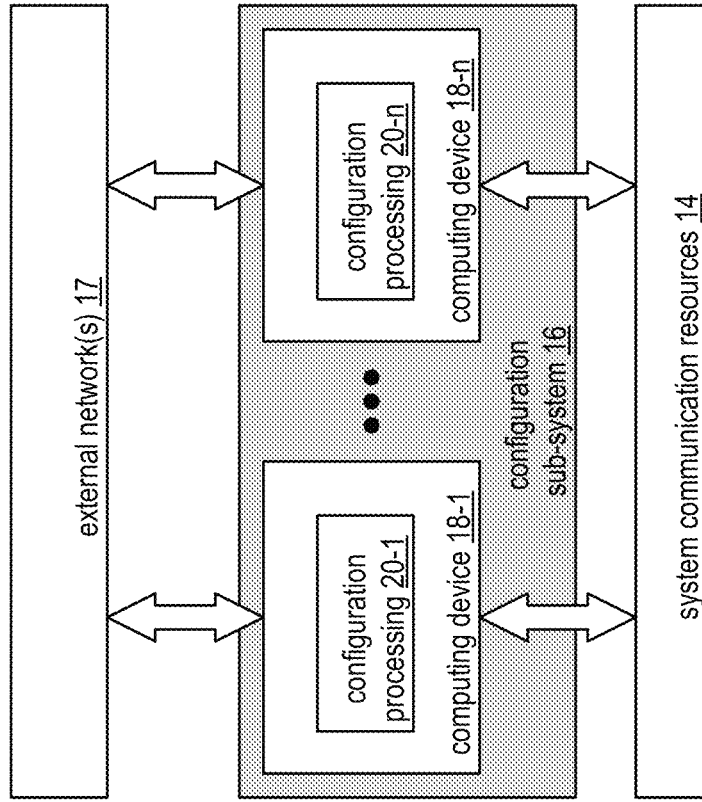 external network(s) 17
configuration
processing 20-1
computing device 18-1
configuration
processing 20-n
computing device 18-n
configuration
sub-system 16
system communication resources 14